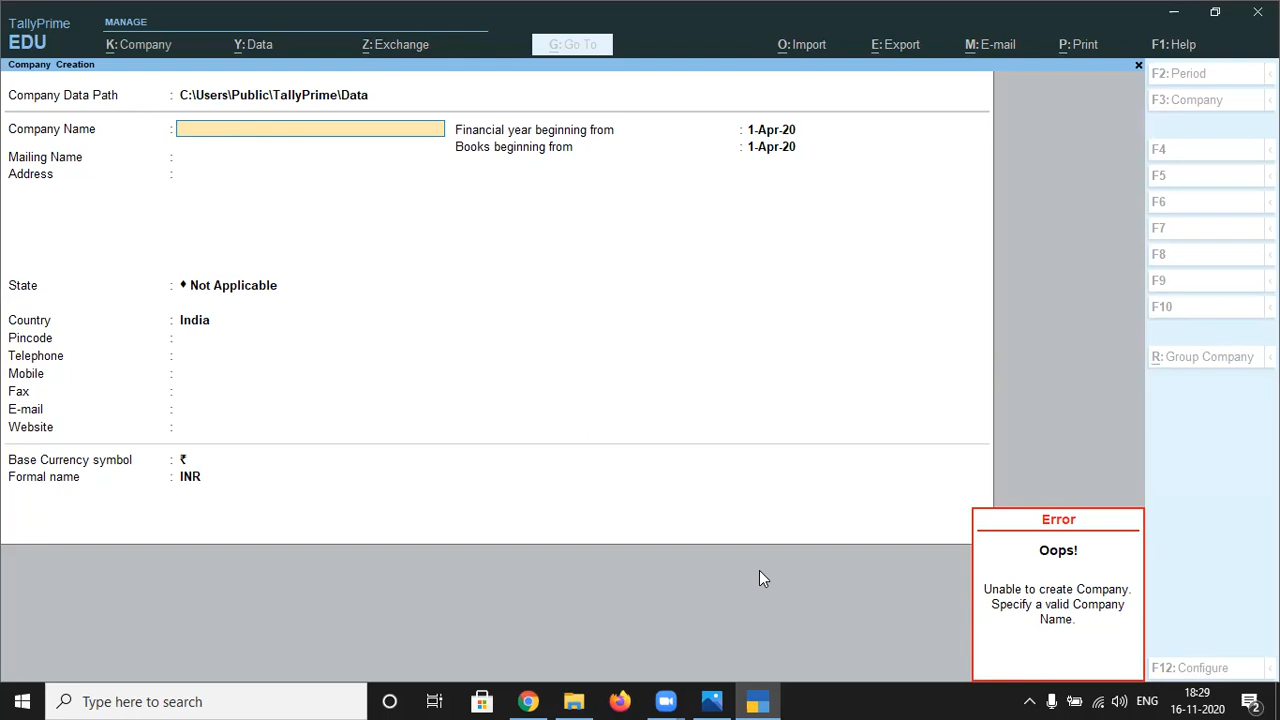 TallyPrime
EDU
MANAGE
K: Company
Y: Data
Z: Exchange
G: Go To
O: Import
E: Export
M: E-mail
P: Print
F1: Help
Company Creation
Company Data Path : C:\Users\Public\TallyPrime\Data
Company Name :
Financial year beginning from : 1-Apr-20
Books beginning from : 1-Apr-20
Mailing Name :
Address :
State : ♦ Not Applicable
Country : India
Pincode :
Telephone :
Mobile :
Fax :
E-mail :
Website :
Base Currency symbol : ₹
Formal name : INR
F2: Period
F3: Company
F4
F5
F6
F7
F8
F9
F10
R: Group Company
F12: Configure
Error
Oops!
Unable to create Company.
Specify a valid Company
Name.
Type here to search
ENG
18:29
16-11-2020
2